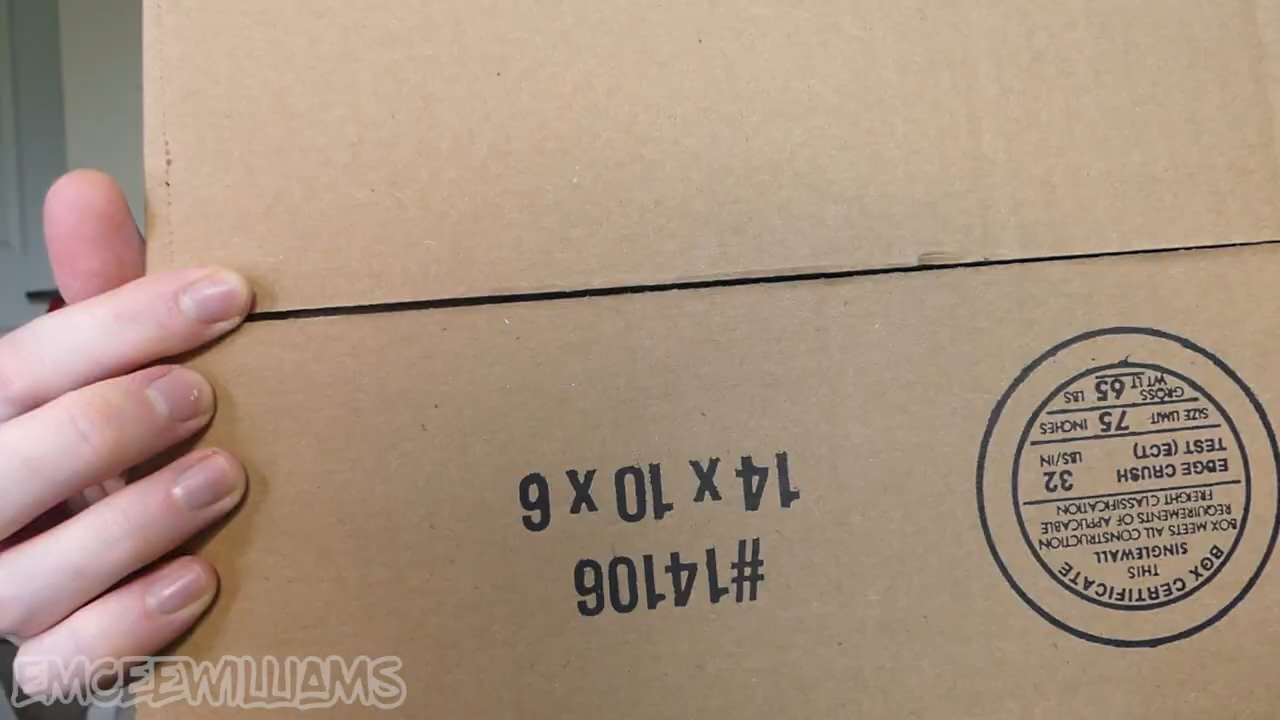 #14106
14 x 10 x 6
BOX CERTIFICATE
THIS
SINGLEWALL
BOX MEETS ALL CONSTRUCTION
REQUIREMENTS OF APPLICABLE
FREIGHT CLASSIFICATION
EDGE CRUSH
TEST (ECT) 32 LBS/IN
SIZE LIMIT 75 INCHES
GROSS
WT LT 65 LBS
EMCEEWILLIAMS